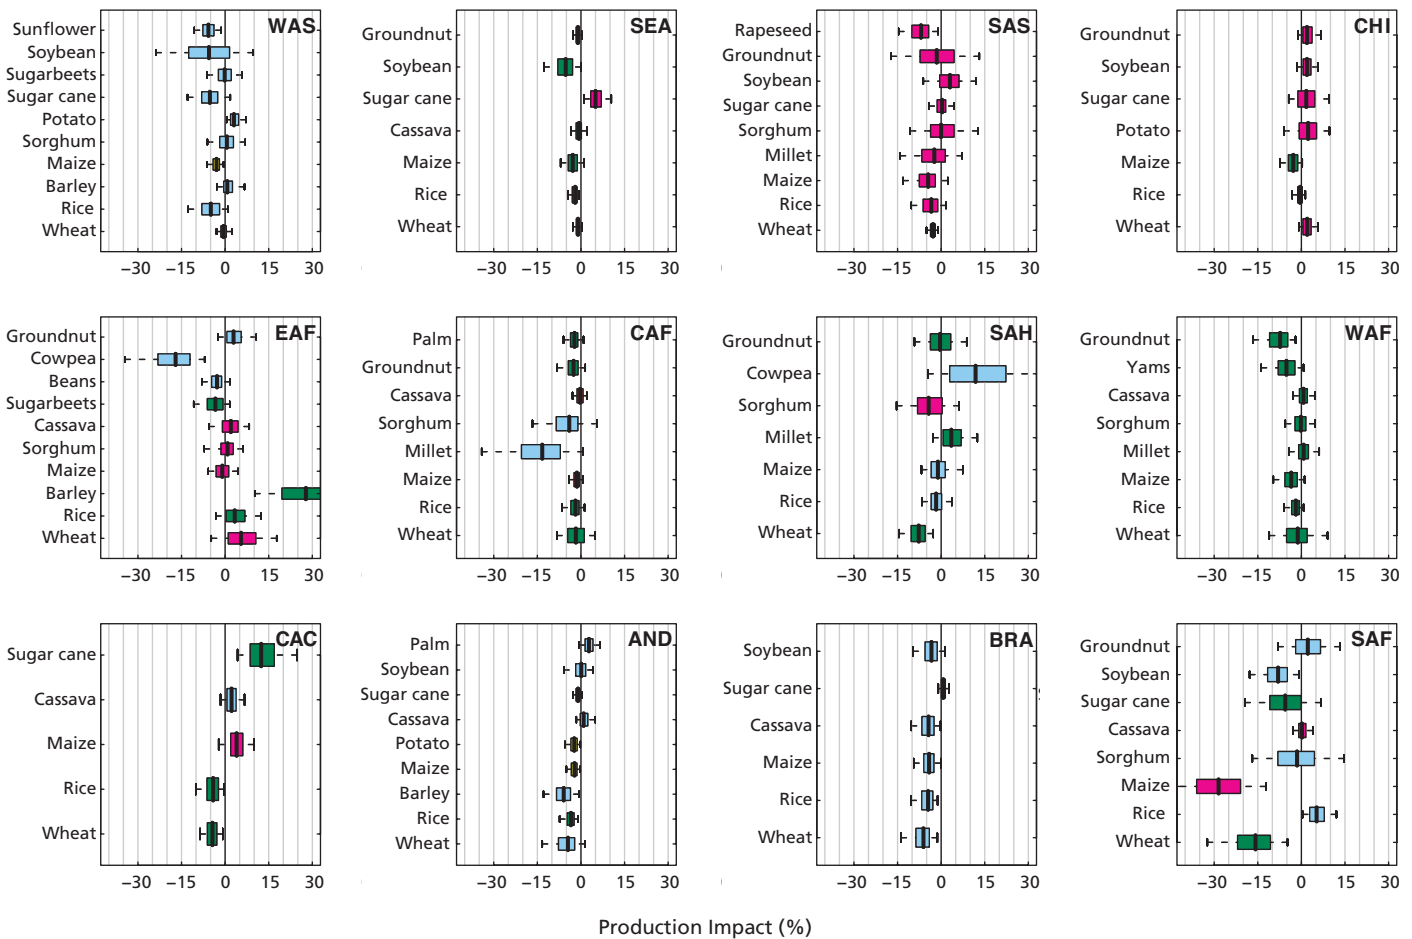 WAS
Sunflower
Soybean
Sugarbeets
Sugar cane
Potato
Sorghum
Maize
Barley
Rice
Wheat
−30 −15 0 15 30
SEA
Groundnut
Soybean
Sugar cane
Cassava
Maize
Rice
Wheat
−30 −15 0 15 30
SAS
Rapeseed
Groundnut
Soybean
Sugar cane
Sorghum
Millet
Maize
Rice
Wheat
−30 −15 0 15 30
CHI
Groundnut
Soybean
Sugar cane
Potato
Maize
Rice
Wheat
−30 −15 0 15 30
EAF
Groundnut
Cowpea
Beans
Sugarbeets
Cassava
Sorghum
Maize
Barley
Rice
Wheat
−30 −15 0 15 30
CAF
Palm
Groundnut
Cassava
Sorghum
Millet
Maize
Rice
Wheat
−30 −15 0 15 30
SAH
Groundnut
Cowpea
Sorghum
Millet
Maize
Rice
Wheat
−30 −15 0 15 30
WAF
Groundnut
Yams
Cassava
Sorghum
Millet
Maize
Rice
Wheat
−30 −15 0 15 30
CAC
Sugar cane
Cassava
Maize
Rice
Wheat
−30 −15 0 15 30
AND
Palm
Soybean
Sugar cane
Cassava
Potato
Maize
Barley
Rice
Wheat
−30 −15 0 15 30
BRA
Soybean
Sugar cane
Cassava
Maize
Rice
Wheat
−30 −15 0 15 30
SAF
Groundnut
Soybean
Sugar cane
Cassava
Sorghum
Maize
Rice
Wheat
−30 −15 0 15 30
Production Impact (%)